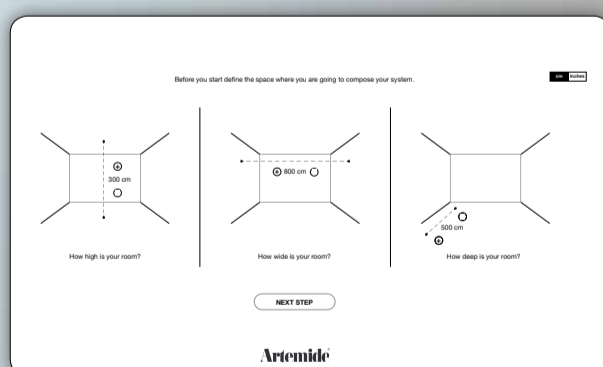 Before you start define the space where you are going to compose your system.
cm inches
300 cm
800 cm
500 cm
How high is your room?
How wide is your room?
How deep is your room?
NEXT STEP
Artemide